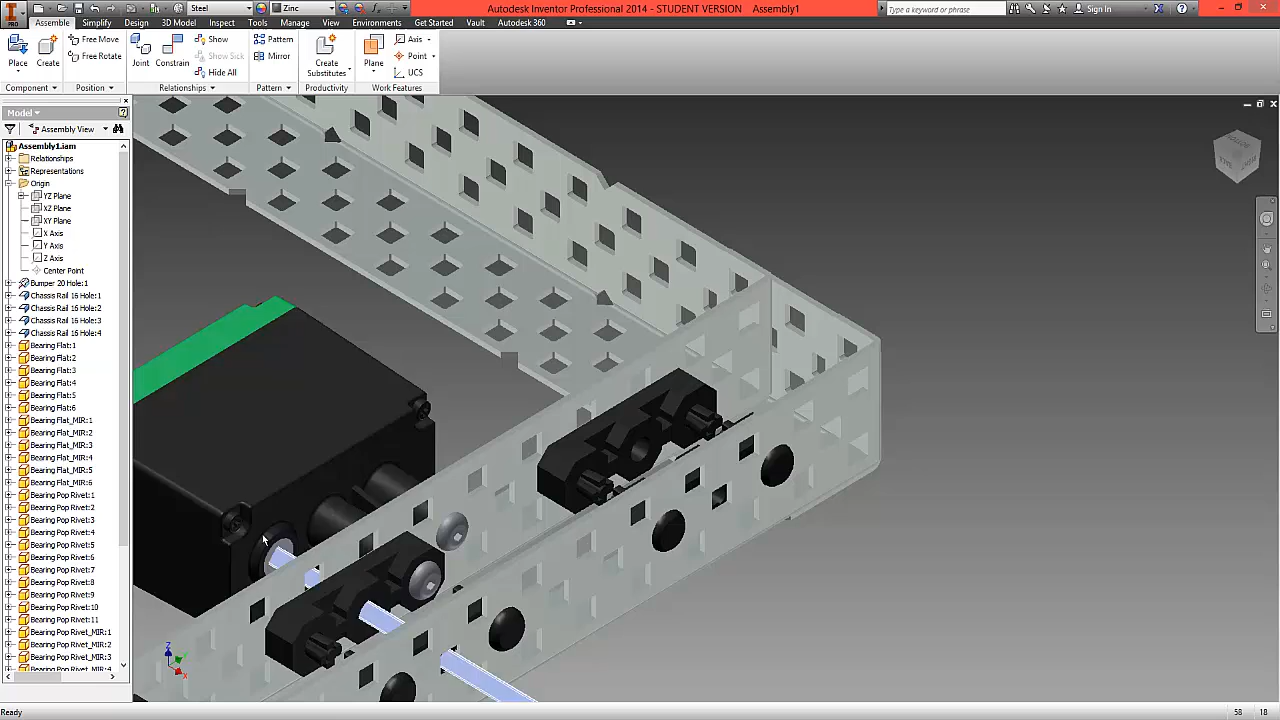 Steel
Zinc
Autodesk Inventor Professional 2014 - STUDENT VERSION Assembly1
Type a keyword or phrase
Sign In
PRO
Assemble
Simplify
Design
3D Model
Inspect
Tools
Manage
View
Environments
Get Started
Vault
Autodesk 360
Place
Create
Free Move
Free Rotate
Joint
Constrain
Show
Show Sick
Hide All
Pattern
Mirror
Create
Substitutes
Plane
Axis
Point
UCS
Component
Position
Relationships
Pattern
Productivity
Work Features
Model
Assembly View
Assembly1.iam
Relationships
Representations
Origin
YZ Plane
XZ Plane
XY Plane
X Axis
Y Axis
Z Axis
Center Point
Bumper 20 Hole:1
Chassis Rail 16 Hole:1
Chassis Rail 16 Hole:2
Chassis Rail 16 Hole:3
Chassis Rail 16 Hole:4
Bearing Flat:1
Bearing Flat:2
Bearing Flat:3
Bearing Flat:4
Bearing Flat:5
Bearing Flat:6
Bearing Flat_MIR:1
Bearing Flat_MIR:2
Bearing Flat_MIR:3
Bearing Flat_MIR:4
Bearing Flat_MIR:5
Bearing Flat_MIR:6
Bearing Pop Rivet:1
Bearing Pop Rivet:2
Bearing Pop Rivet:3
Bearing Pop Rivet:4
Bearing Pop Rivet:5
Bearing Pop Rivet:6
Bearing Pop Rivet:7
Bearing Pop Rivet:8
Bearing Pop Rivet:9
Bearing Pop Rivet:10
Bearing Pop Rivet:11
Bearing Pop Rivet_MIR:1
Bearing Pop Rivet_MIR:2
Bearing Pop Rivet_MIR:3
Bearing Pop Rivet_MIR:4
Z
X
Ready
58
18